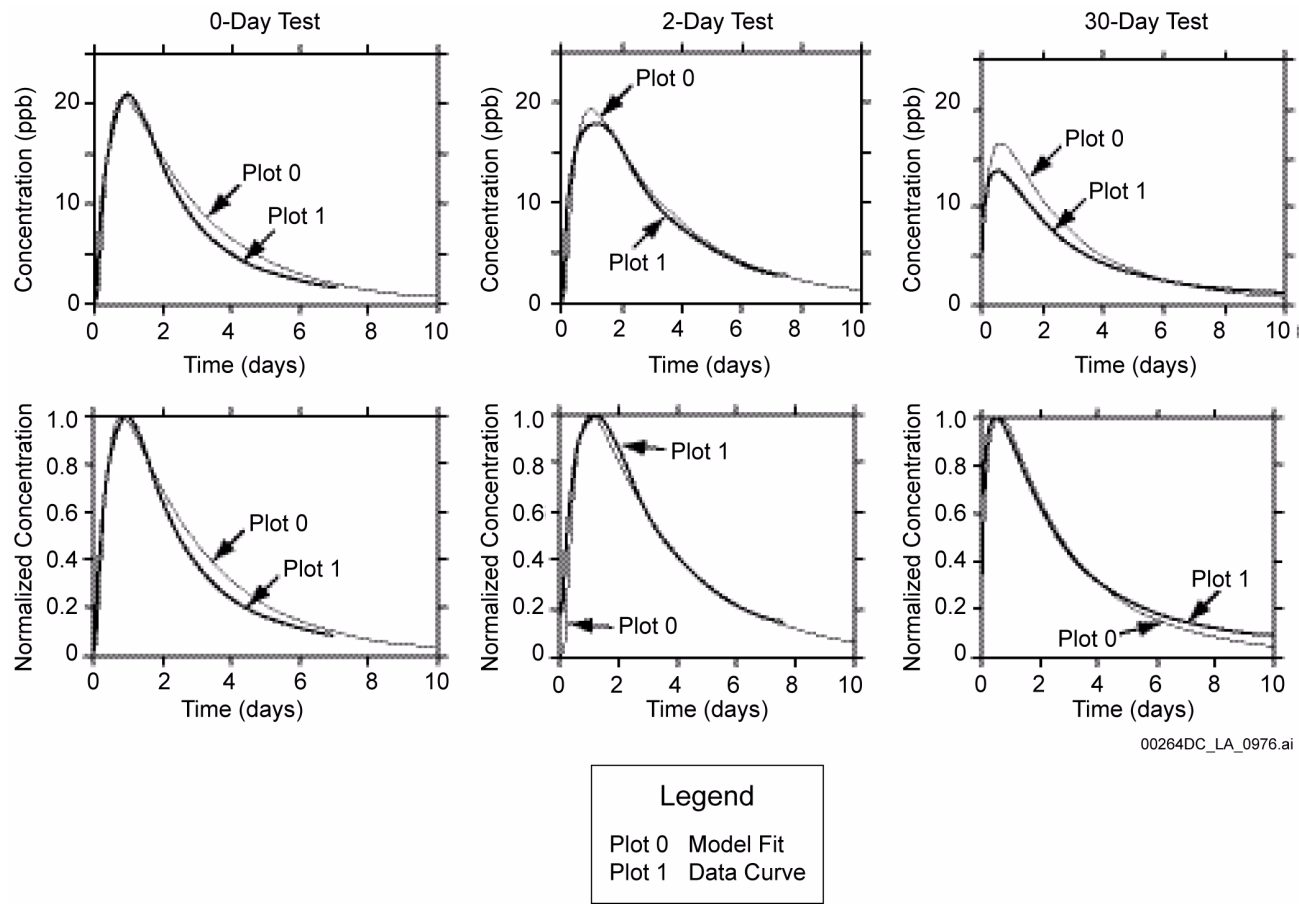 0-Day Test
2-Day Test
30-Day Test
Concentration (ppb)
20
10
0
Plot 0
Plot 1
0 2 4 6 8 10
Time (days)
Concentration (ppb)
20
10
0
Plot 0
Plot 1
0 2 4 6 8 10
Time (days)
Concentration (ppb)
20
10
0
Plot 0
Plot 1
0 2 4 6 8 10
Time (days)
Normalized Concentration
1.0
0.8
0.6
0.4
0.2
0
Plot 0
Plot 1
0 2 4 6 8 10
Time (days)
Normalized Concentration
1.0
0.8
0.6
0.4
0.2
0
Plot 1
Plot 0
0 2 4 6 8 10
Time (days)
Normalized Concentration
1.0
0.8
0.6
0.4
0.2
0
Plot 1
Plot 0
0 2 4 6 8 10
Time (days)
00264DC_LA_0976.ai
Legend
Plot 0 Model Fit
Plot 1 Data Curve